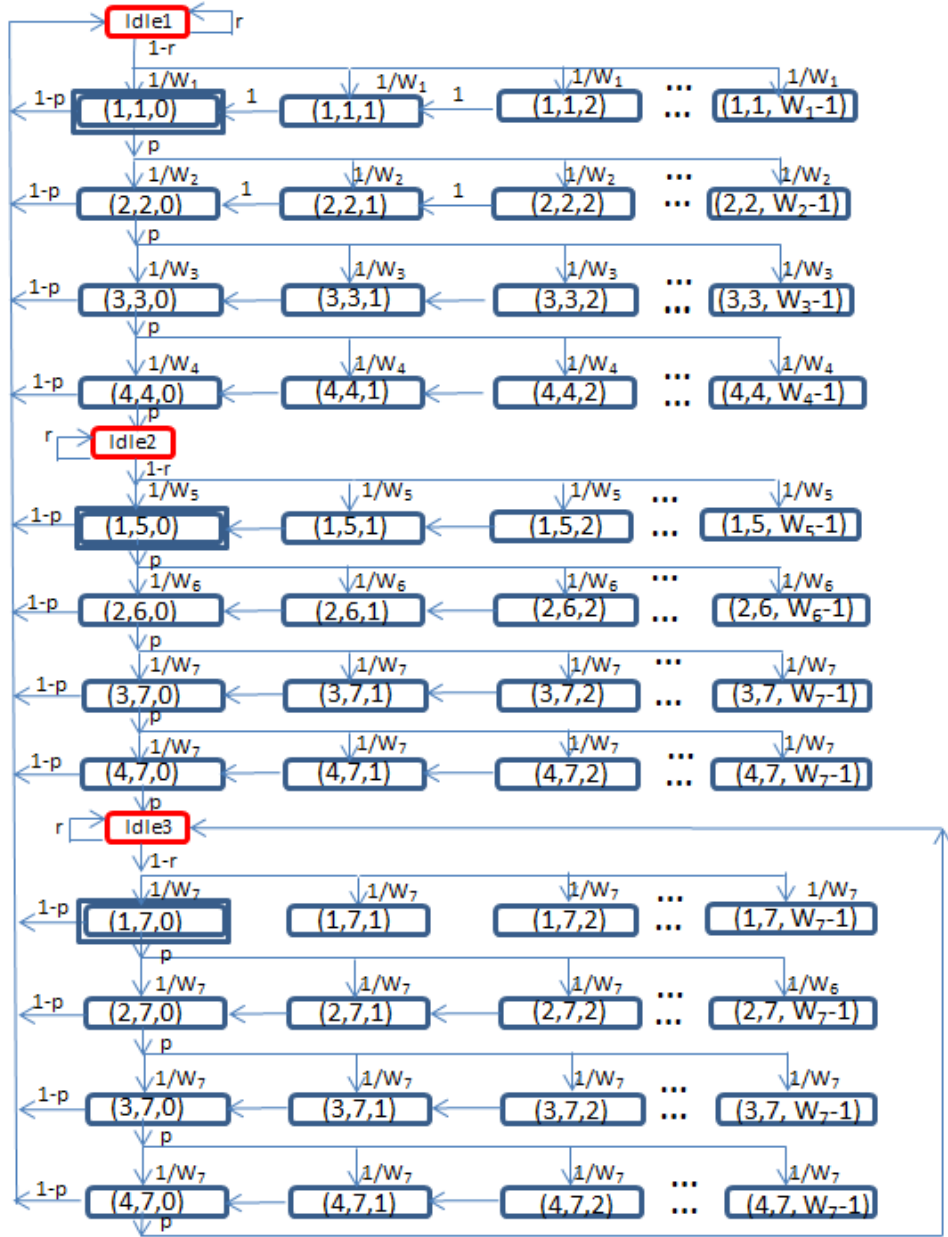 Idle1 r
1-r
1/W₁ 1/W₁ 1/W₁ ... 1/W₁
1-p (1,1,0) 1 (1,1,1) 1 (1,1,2) ... (1,1, W₁-1)
p
1/W₂ 1/W₂ 1/W₂ ... 1/W₂
1-p (2,2,0) 1 (2,2,1) 1 (2,2,2) ... (2,2, W₂-1)
p
1/W₃ 1/W₃ 1/W₃ ... 1/W₃
1-p (3,3,0) (3,3,1) (3,3,2) ... (3,3, W₃-1)
p
1/W₄ 1/W₄ 1/W₄ ... 1/W₄
1-p (4,4,0) (4,4,1) (4,4,2) ... (4,4, W₄-1)
p
r Idle2
1-r
1/W₅ 1/W₅ 1/W₅ ... 1/W₅
1-p (1,5,0) (1,5,1) (1,5,2) ... (1,5, W₅-1)
p
1/W₆ 1/W₆ 1/W₆ ... 1/W₆
1-p (2,6,0) (2,6,1) (2,6,2) ... (2,6, W₆-1)
p
1/W₇ 1/W₇ 1/W₇ ... 1/W₇
1-p (3,7,0) (3,7,1) (3,7,2) ... (3,7, W₇-1)
p
1/W₇ 1/W₇ 1/W₇ ... 1/W₇
1-p (4,7,0) (4,7,1) (4,7,2) ... (4,7, W₇-1)
p
r Idle3
1-r
1/W₇ 1/W₇ 1/W₇ ... 1/W₇
1-p (1,7,0) (1,7,1) (1,7,2) ... (1,7, W₇-1)
p
1/W₇ 1/W₇ 1/W₇ ... 1/W₆
1-p (2,7,0) (2,7,1) (2,7,2) ... (2,7, W₇-1)
p
1/W₇ 1/W₇ 1/W₇ ... 1/W₇
1-p (3,7,0) (3,7,1) (3,7,2) ... (3,7, W₇-1)
p
1/W₇ 1/W₇ 1/W₇ ... 1/W₇
1-p (4,7,0) (4,7,1) (4,7,2) ... (4,7, W₇-1)
p